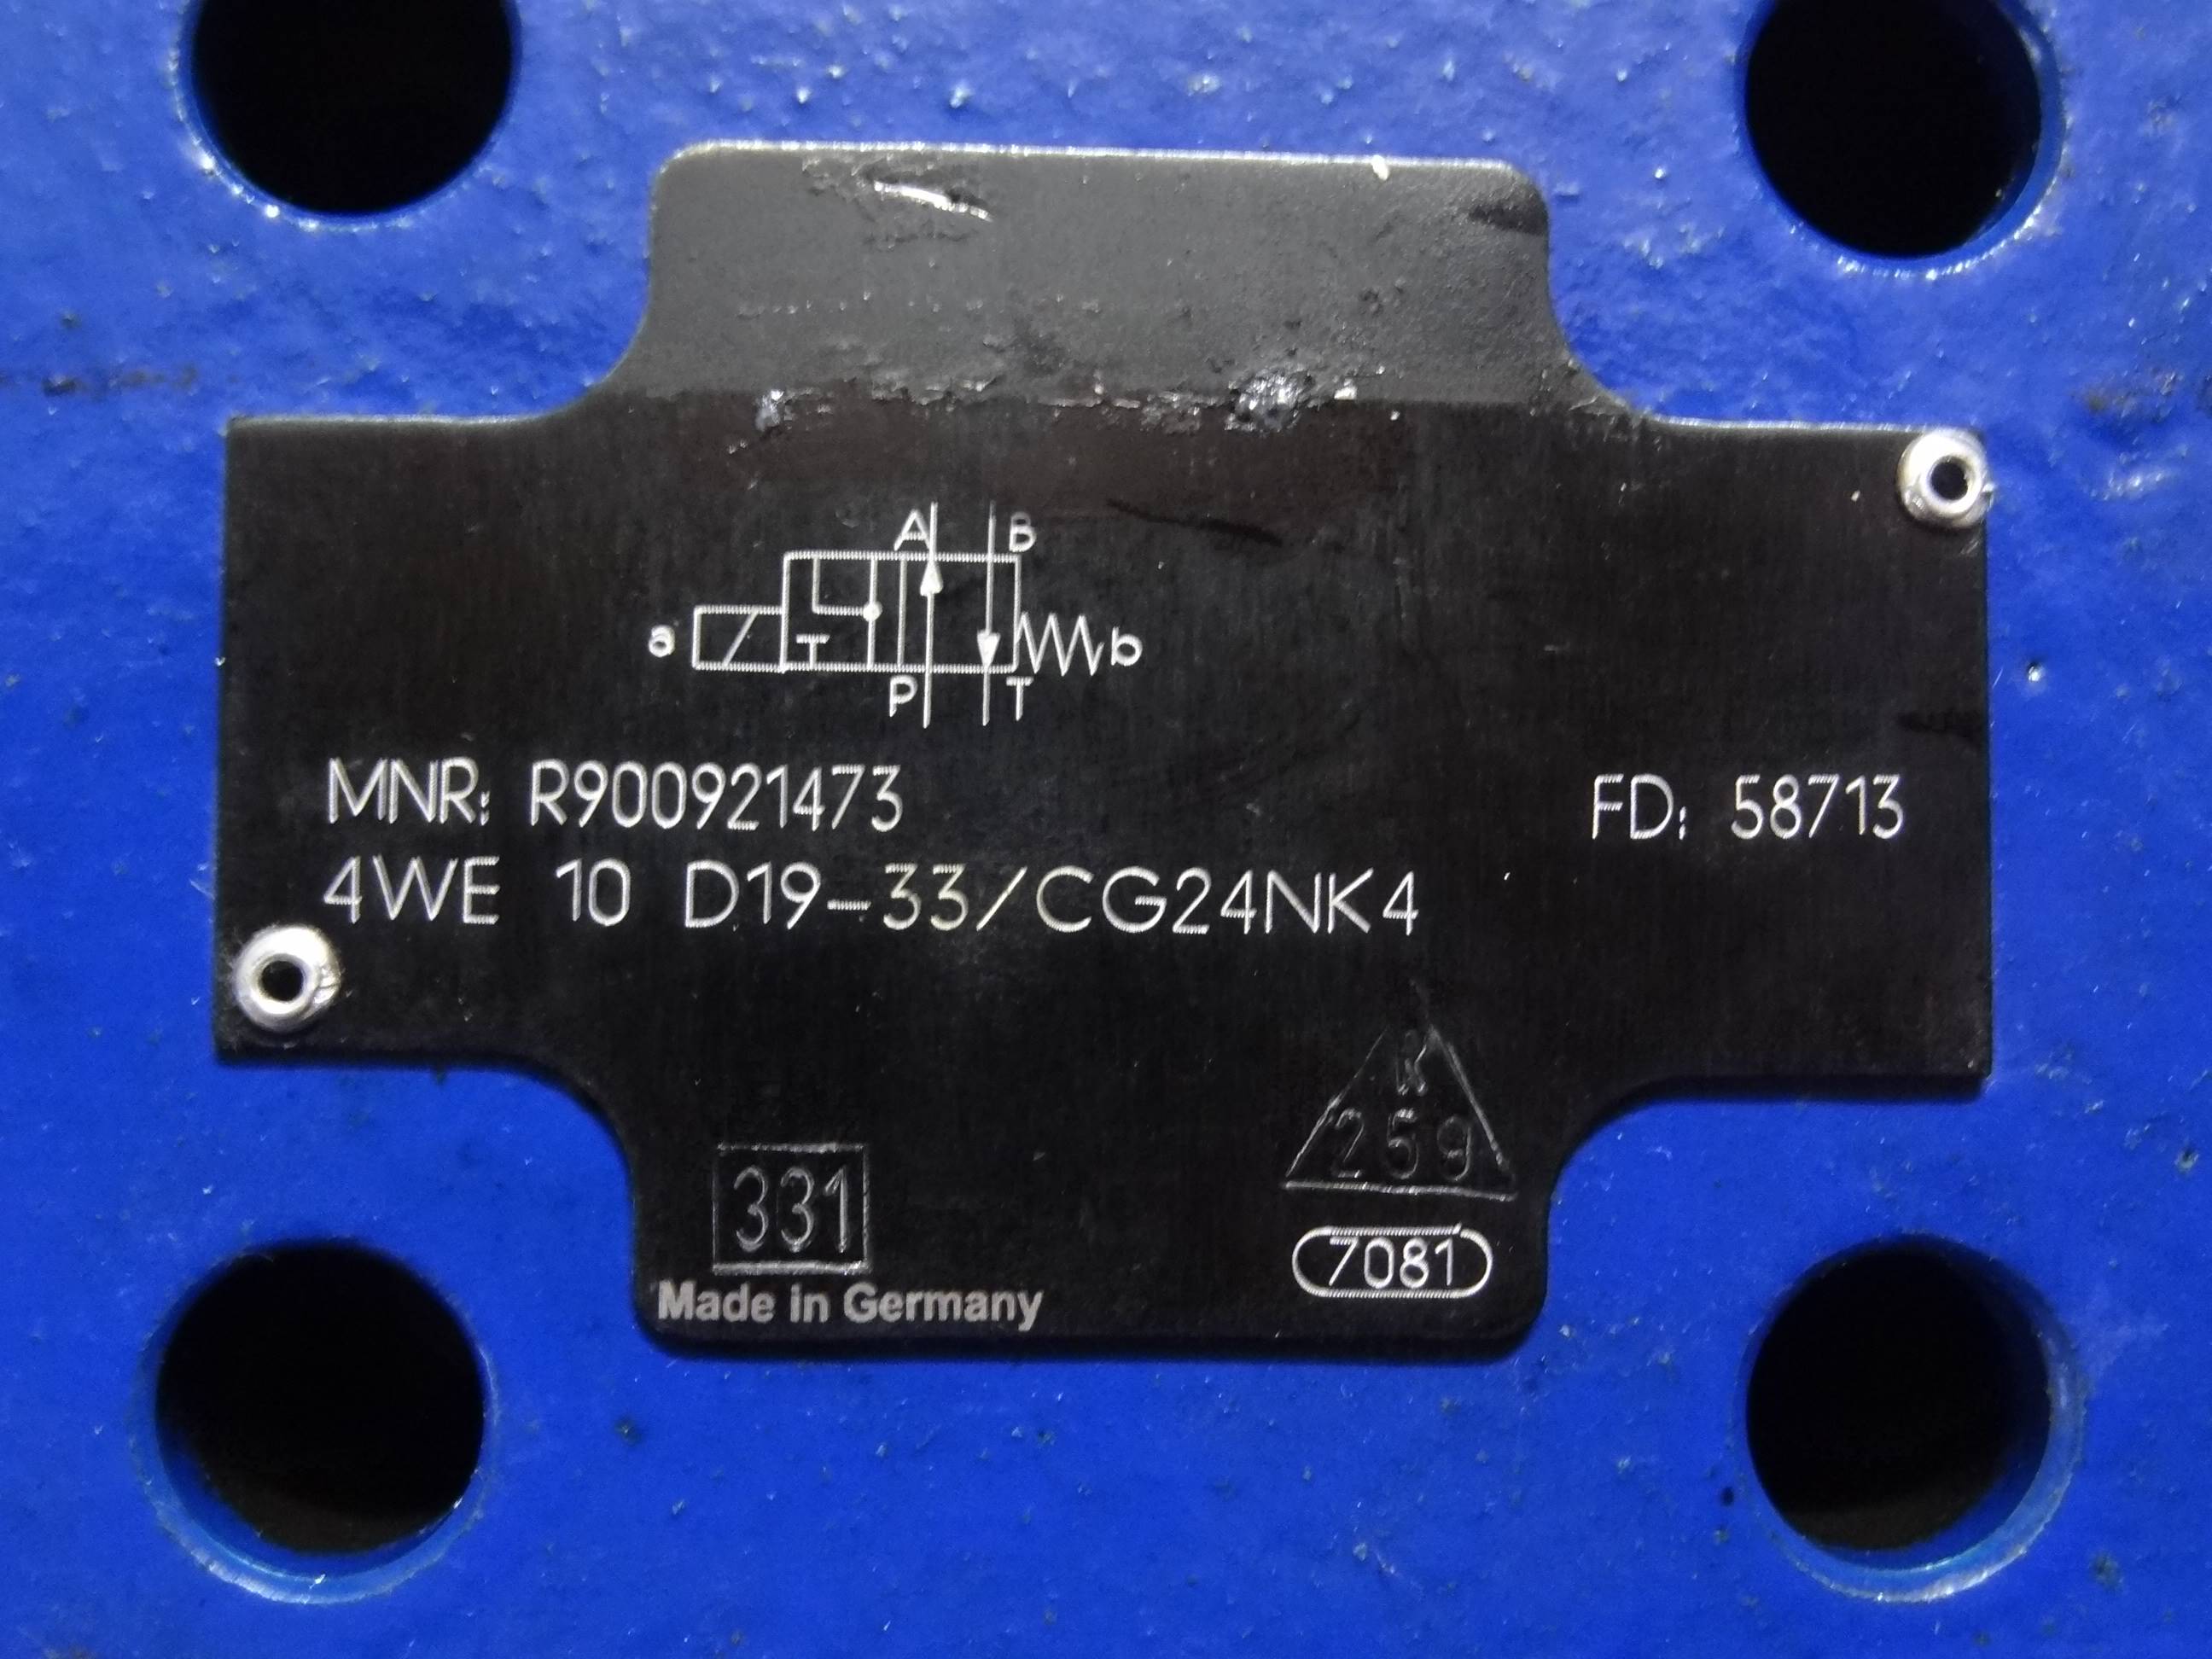 A B
a b
P T
MNR: R900921473 FD: 58713
4WE 10 D19-33/CG24NK4
R
259
331
7081
Made in Germany